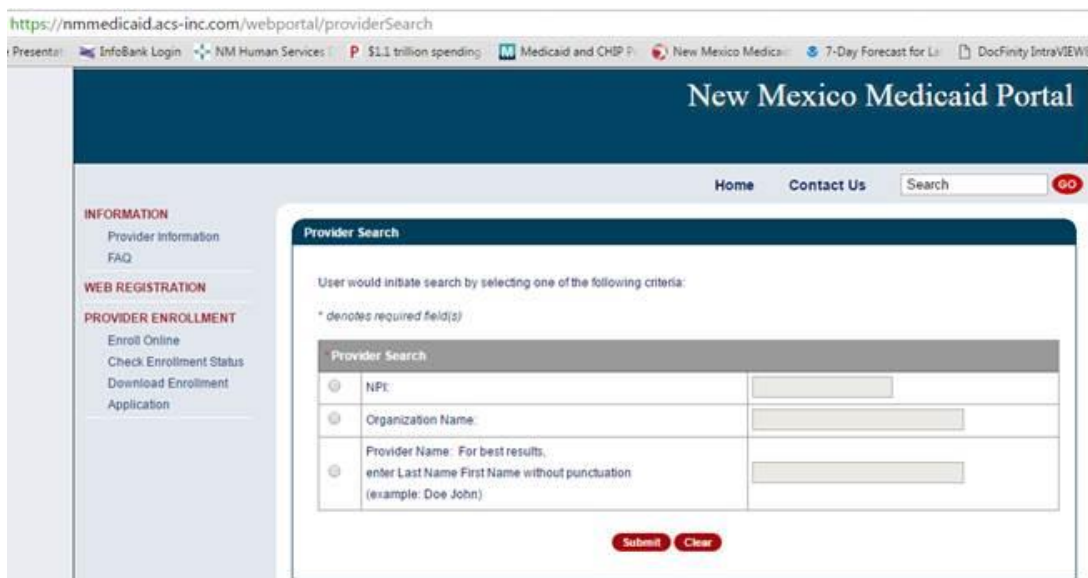 https://nmmedicaid.acs-inc.com/webportal/providerSearch
Presenta InfoBank Login NM Human Services P $1.1 trillion spending M Medicaid and CHIP P New Mexico Medicai 7-Day Forecast for La DocFinity IntraVIEW
New Mexico Medicaid Portal
Home Contact Us Search GO
INFORMATION
Provider Information
FAQ
WEB REGISTRATION
PROVIDER ENROLLMENT
Enroll Online
Check Enrollment Status
Download Enrollment
Application
Provider Search
User would initiate search by selecting one of the following criteria:
* denotes required field(s)
*Provider Search
NPI:
Organization Name:
Provider Name: For best results,
enter Last Name First Name without punctuation
(example: Doe John)
Submit Clear